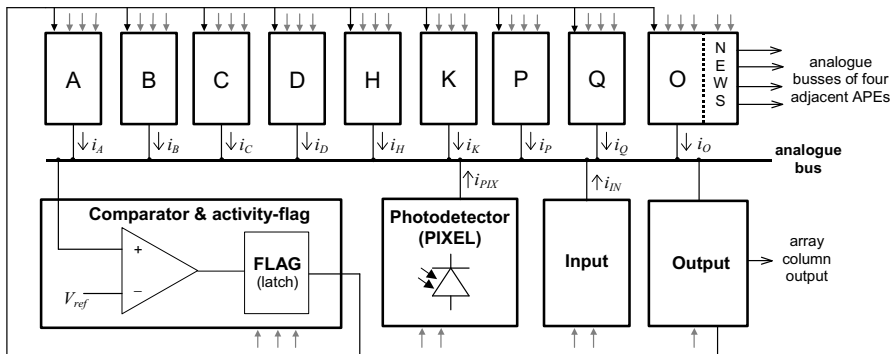 A B C D H K P Q O
N
E
W
S
analogue
busses of four
adjacent APEs
i_A i_B i_C i_D i_H i_K i_P i_Q i_O
analogue
bus
i_PIX
i_IN
Comparator & activity-flag
+
−
V_ref
FLAG
(latch)
Photodetector
(PIXEL)
Input
Output
array
column
output